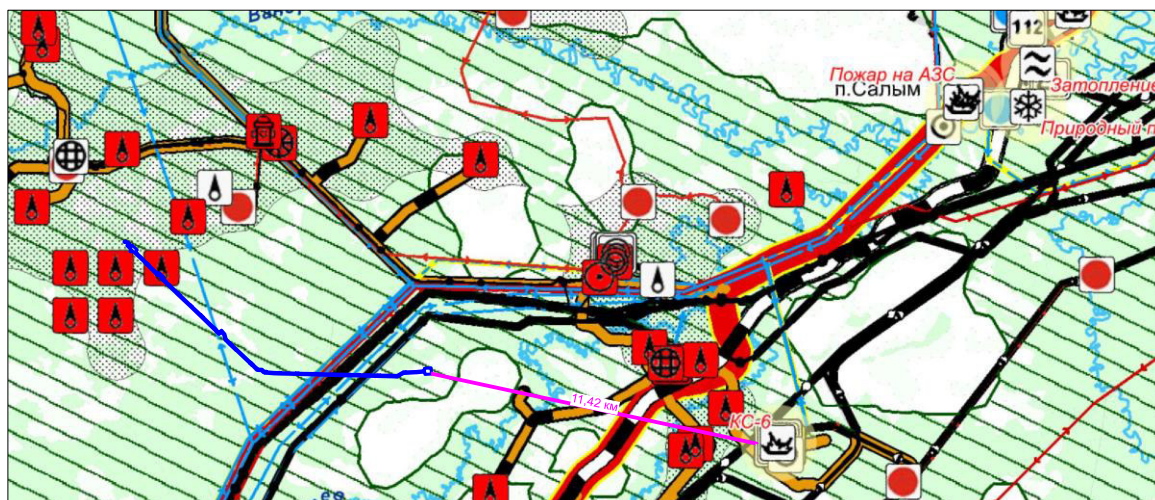 112
Пожар на АЗС
п.Салым
Затопление
Природный п
11,42 км
КС-6